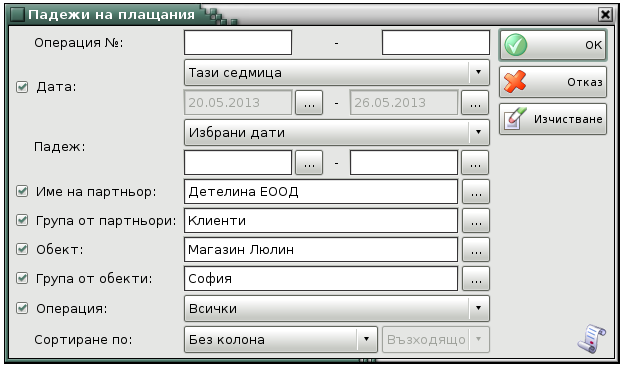 Падежи на плащания
Операция №: -
OK
Тази седмица
Дата:
20.05.2013 ... - 26.05.2013 ...
Отказ
Избрани дати
Изчистване
Падеж:
... - ...
Име на партньор: Детелина ЕООД ...
Група от партньори: Клиенти ...
Обект: Магазин Люлин ...
Група от обекти: София ...
Операция: Всички
Сортиране по: Без колона Възходящо